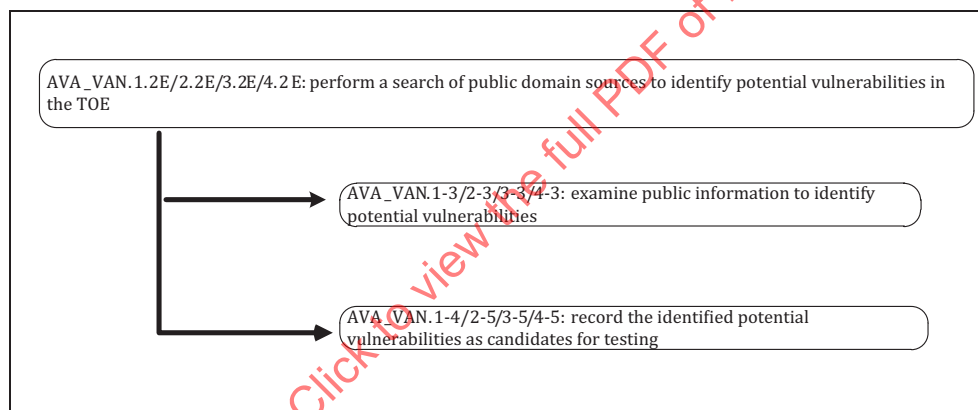 AVA_VAN.1.2E/2.2E/3.2E/4.2E: perform a search of public domain sources to identify potential vulnerabilities in
the TOE
AVA_VAN.1-3/2-3/3-3/4-3: examine public information to identify
potential vulnerabilities
AVA_VAN.1-4/2-5/3-5/4-5: record the identified potential
vulnerabilities as candidates for testing
Click to view the full PDF of